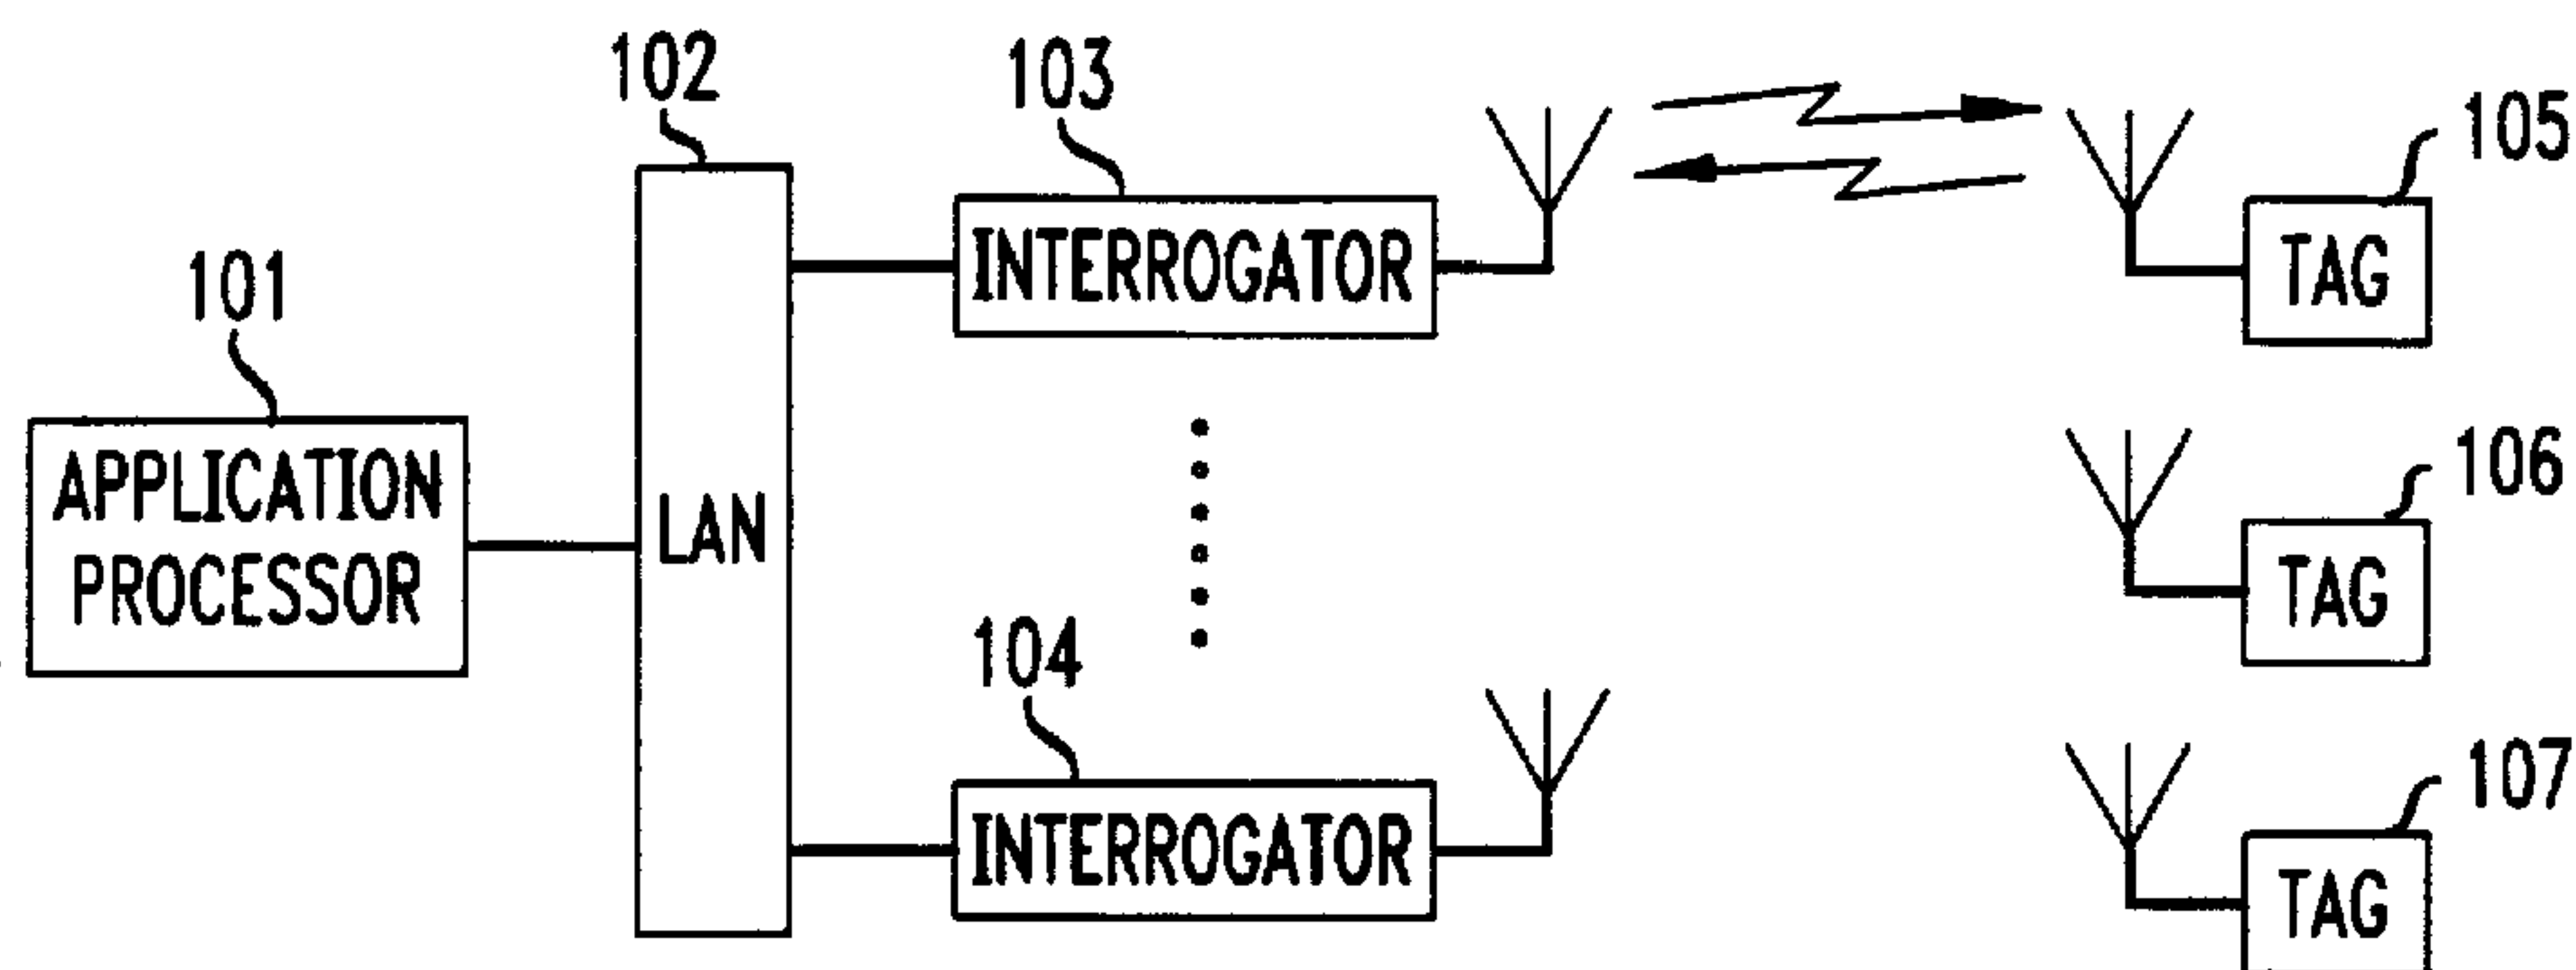 102
103
105
INTERROGATOR
TAG
101
APPLICATION
PROCESSOR
LAN
106
TAG
104
INTERROGATOR
107
TAG